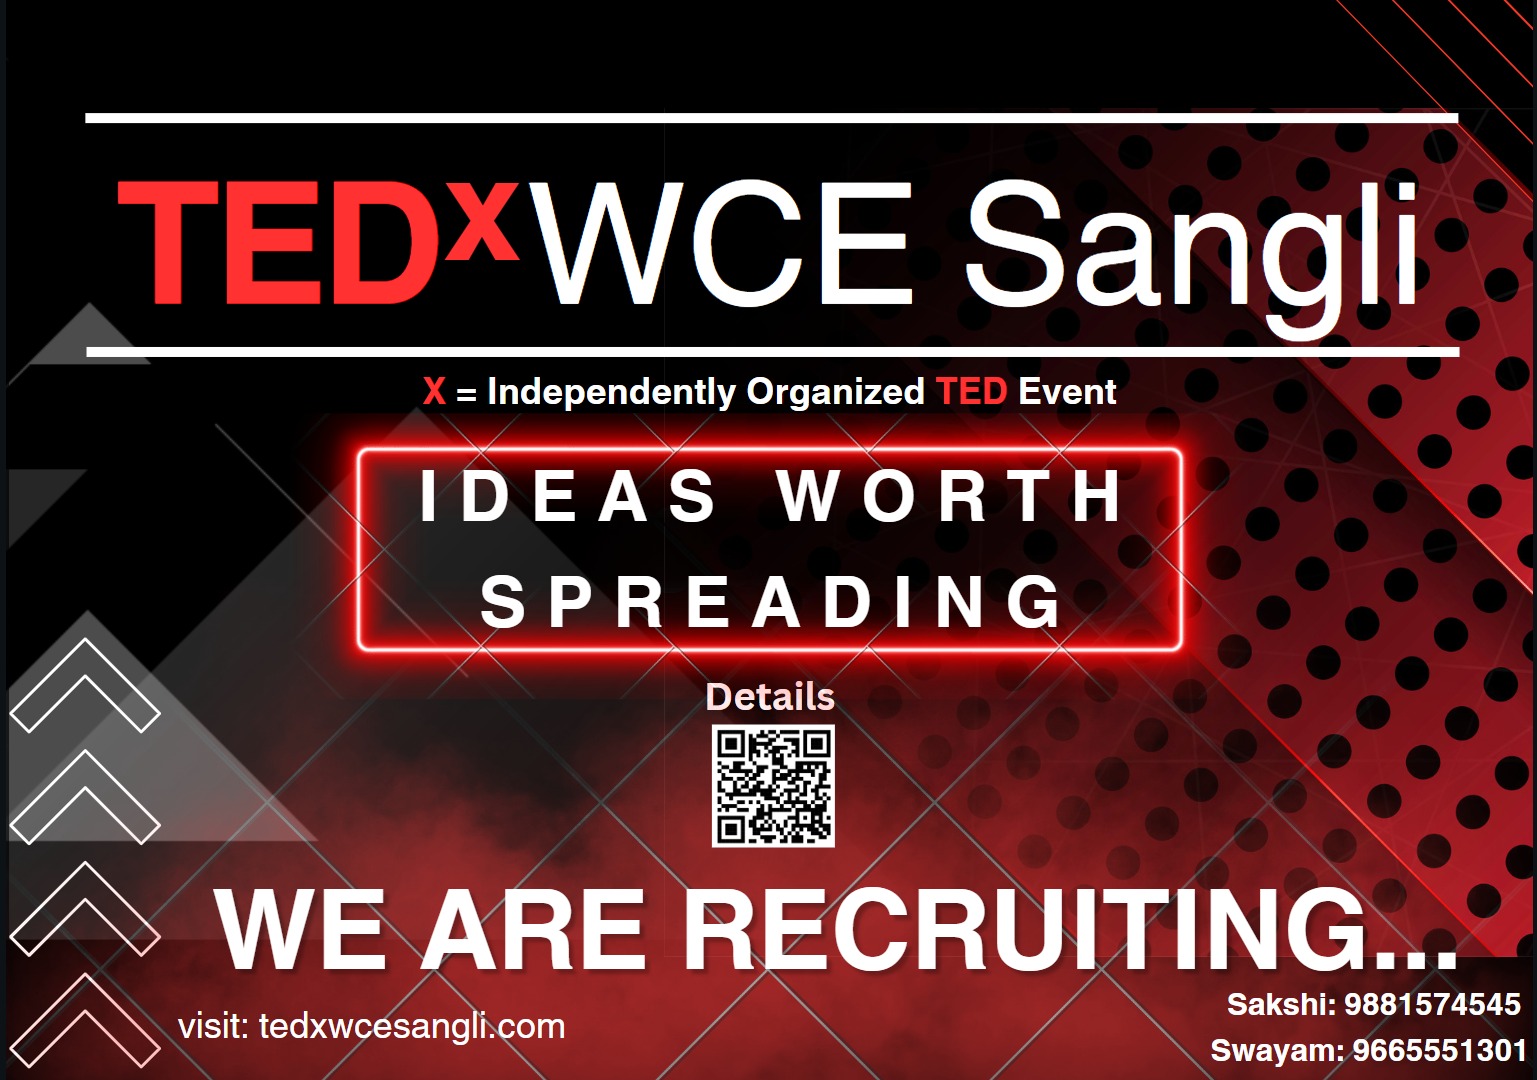 TEDxWCE Sangli
X = Independently Organized TED Event
IDEAS WORTH
SPREADING
Details
WE ARE RECRUITING...
visit: tedxwcesangli.com
Sakshi: 9881574545
Swayam: 9665551301